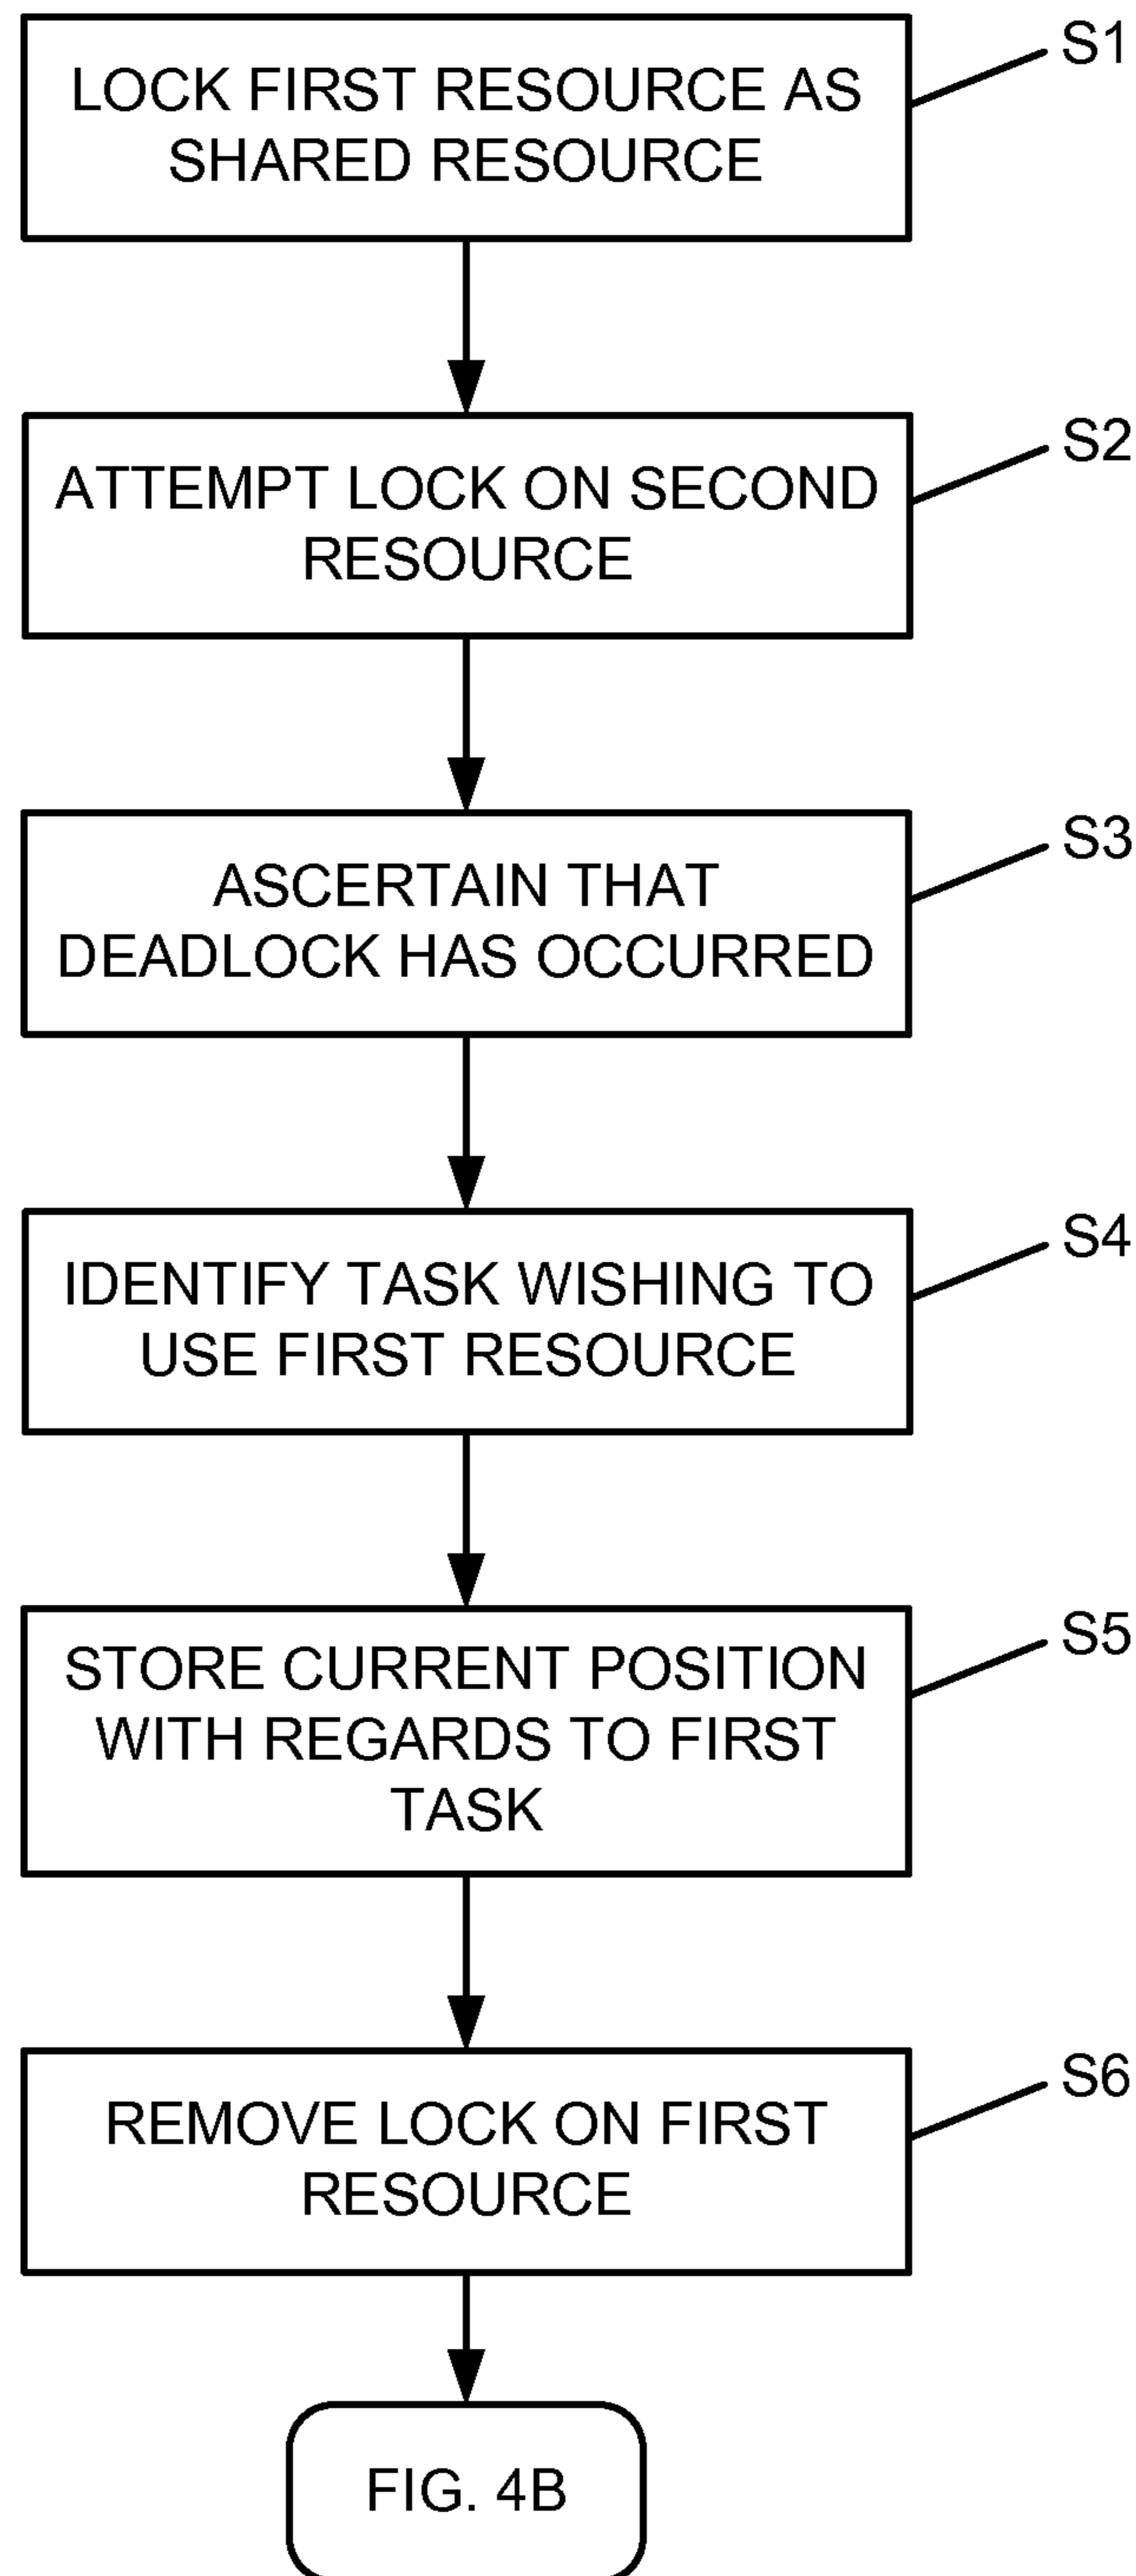 LOCK FIRST RESOURCE AS
SHARED RESOURCE
S1
ATTEMPT LOCK ON SECOND
RESOURCE
S2
ASCERTAIN THAT
DEADLOCK HAS OCCURRED
S3
IDENTIFY TASK WISHING TO
USE FIRST RESOURCE
S4
STORE CURRENT POSITION
WITH REGARDS TO FIRST
TASK
S5
REMOVE LOCK ON FIRST
RESOURCE
S6
FIG. 4B